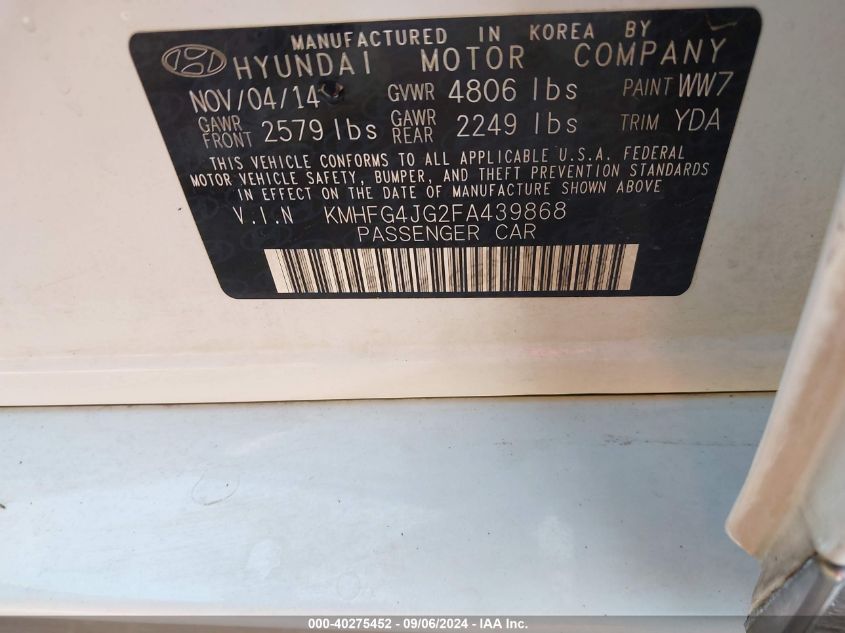 MANUFACTURED IN KOREA BY
HYUNDAI MOTOR COMPANY
NOV/04/14 GVWR 4806 lbs PAINT WW7
GAWR FRONT 2579 lbs GAWR REAR 2249 lbs TRIM YDA
THIS VEHICLE CONFORMS TO ALL APPLICABLE U.S.A. FEDERAL
MOTOR VEHICLE SAFETY, BUMPER, AND THEFT PREVENTION STANDARDS
IN EFFECT ON THE DATE OF MANUFACTURE SHOWN ABOVE
V.I.N KMHFG4JG2FA439868
PASSENGER CAR
000-40275452 - 09/06/2024 - IAA Inc.